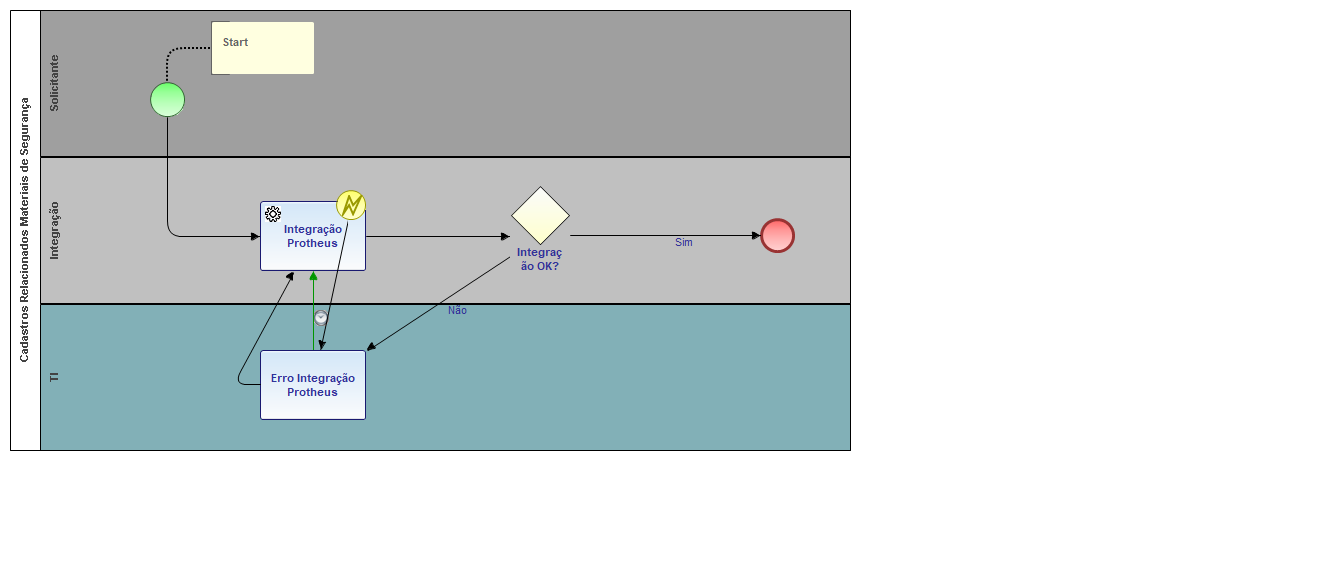 Cadastros Relacionados Materiais de Segurança
Solicitante
Start
Integração
Integração
Protheus
Integraç
ão OK?
Sim
Não
TI
Erro Integração
Protheus